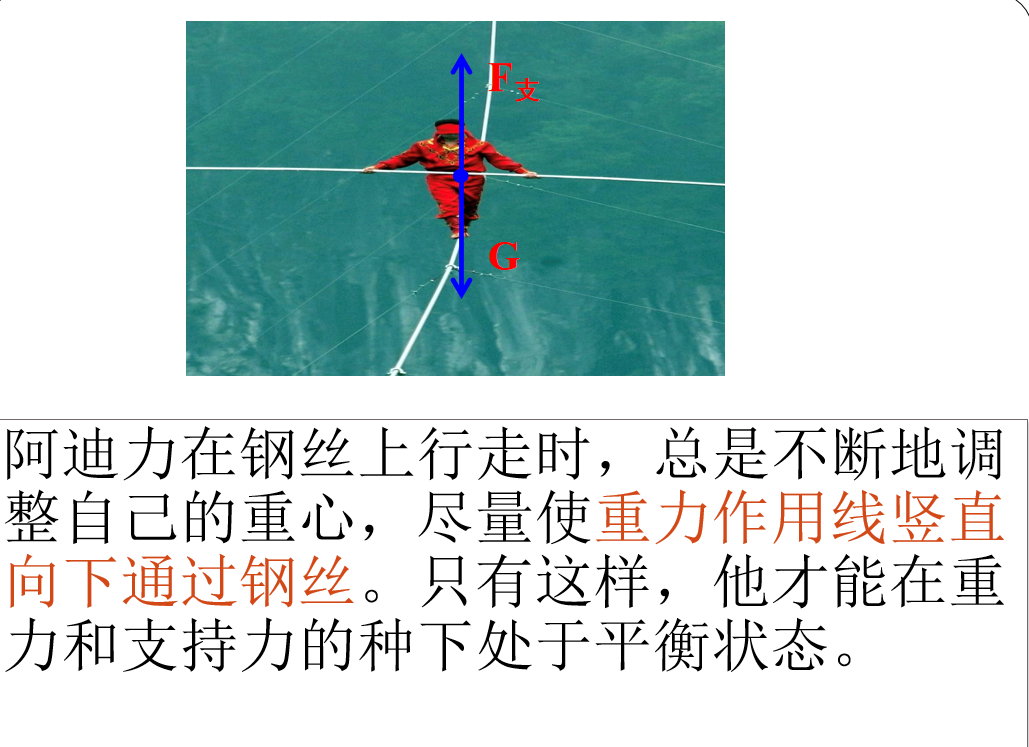 F支
G
阿迪力在钢丝上行走时，总是不断地调
整自己的重心，尽量使重力作用线竖直
向下通过钢丝。只有这样，他才能在重
力和支持力的种下处于平衡状态。